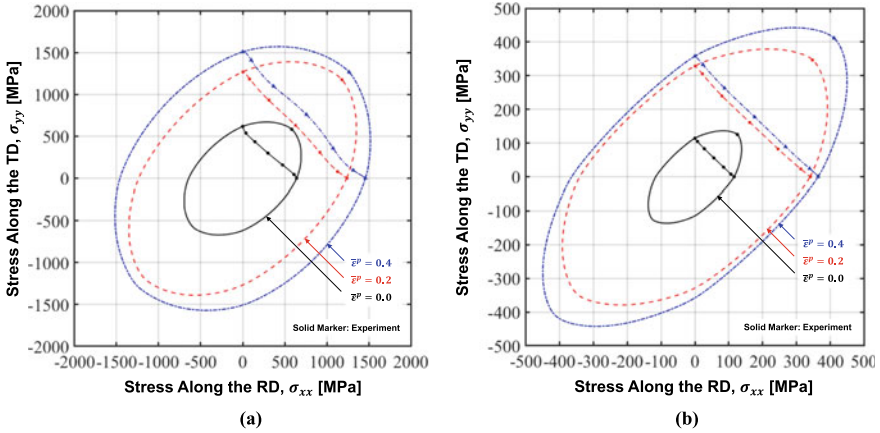 (a)
2000
1500
1000
500
0
-500
-1000
-1500
-2000
Stress Along the TD, σyy [MPa]
ε̄ᵖ = 0.4
ε̄ᵖ = 0.2
ε̄ᵖ = 0.0
Solid Marker: Experiment
-2000 -1500 -1000 -500 0 500 1000 1500 2000
Stress Along the RD, σxx [MPa]
(a)
(b)
500
400
300
200
100
0
-100
-200
-300
-400
-500
Stress Along the TD, σyy [MPa]
ε̄ᵖ = 0.4
ε̄ᵖ = 0.2
ε̄ᵖ = 0.0
Solid Marker: Experiment
-500 -400 -300 -200 -100 0 100 200 300 400 500
Stress Along the RD, σxx [MPa]
(b)